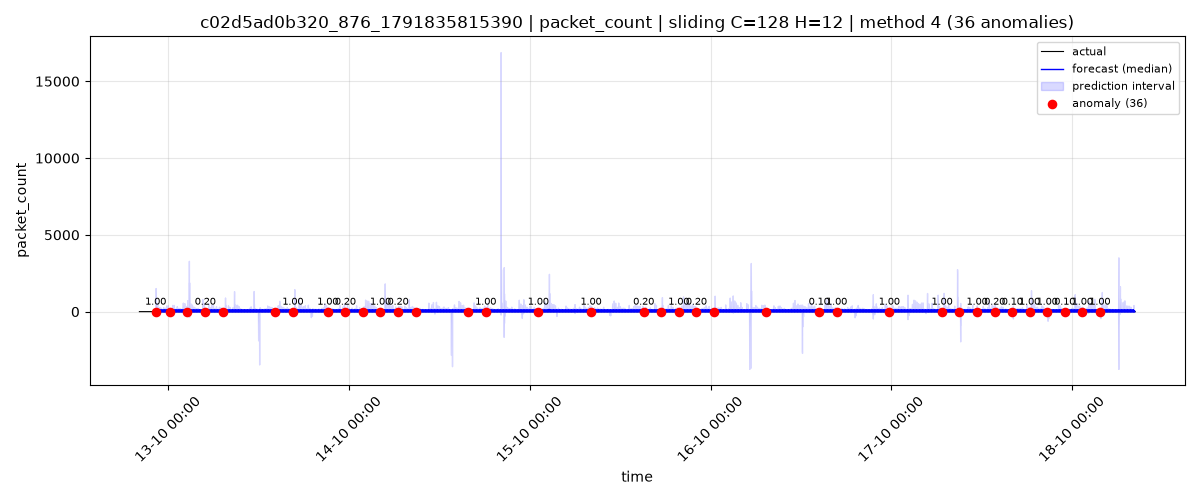 c02d5ad0b320_876_1791835815390 | packet_count | sliding C=128 H=12 | method 4 (36 anomalies)
actual
forecast (median)
prediction interval
anomaly (36)
packet_count
15000
10000
5000
0
1.00 0.20 1.00 1.00 0.20 1.00 0.20 1.00 1.00 1.00 0.20 1.00 0.20 0.10 1.00 1.00 1.00 1.00 0.20 0.10 1.00 1.00 0.10 1.00 1.00
13-10 00:00
14-10 00:00
15-10 00:00
16-10 00:00
17-10 00:00
18-10 00:00
time